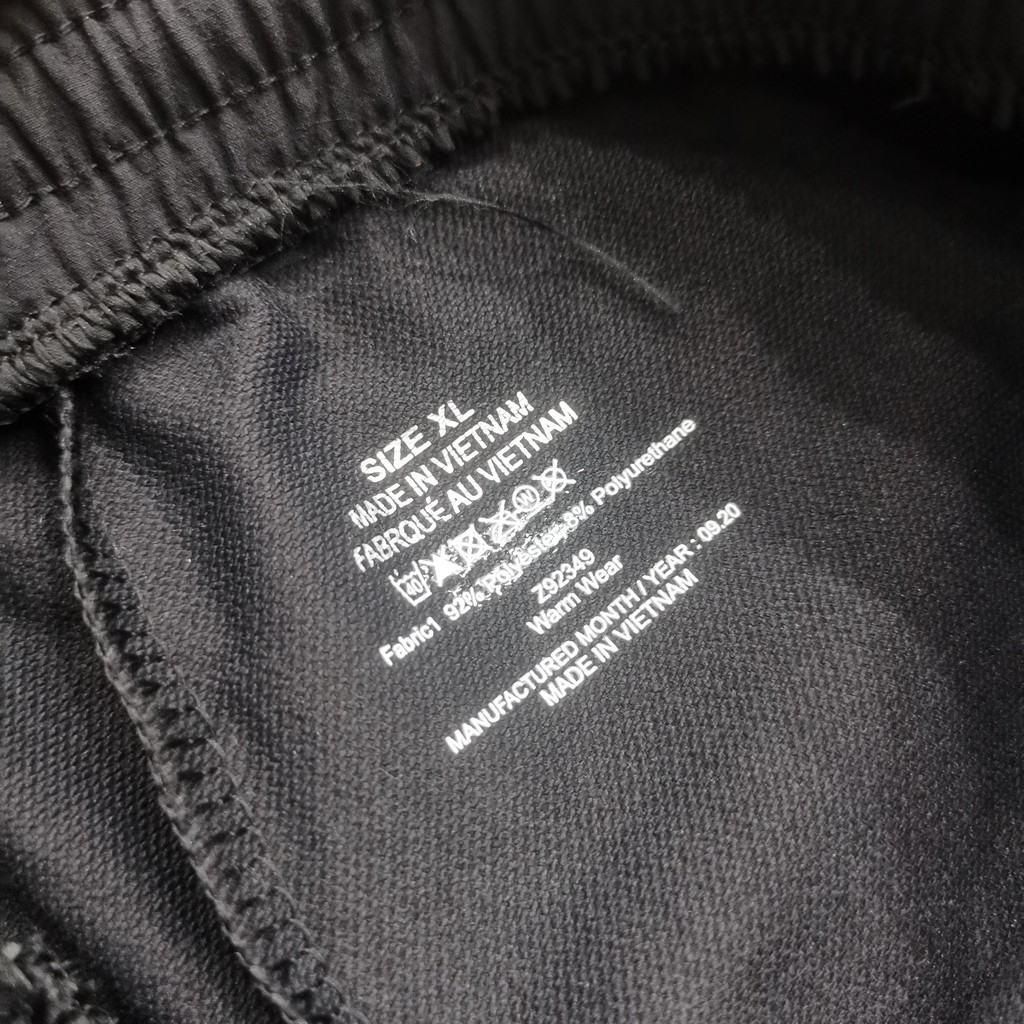 SIZE XL
MADE IN VIETNAM
FABRIQUÉ AU VIETNAM
40 W
Fabric1 92% Polyester 8% Polyurethane
Z92349
Warm Wear
MANUFACTURED MONTH / YEAR : 09.20
MADE IN VIETNAM